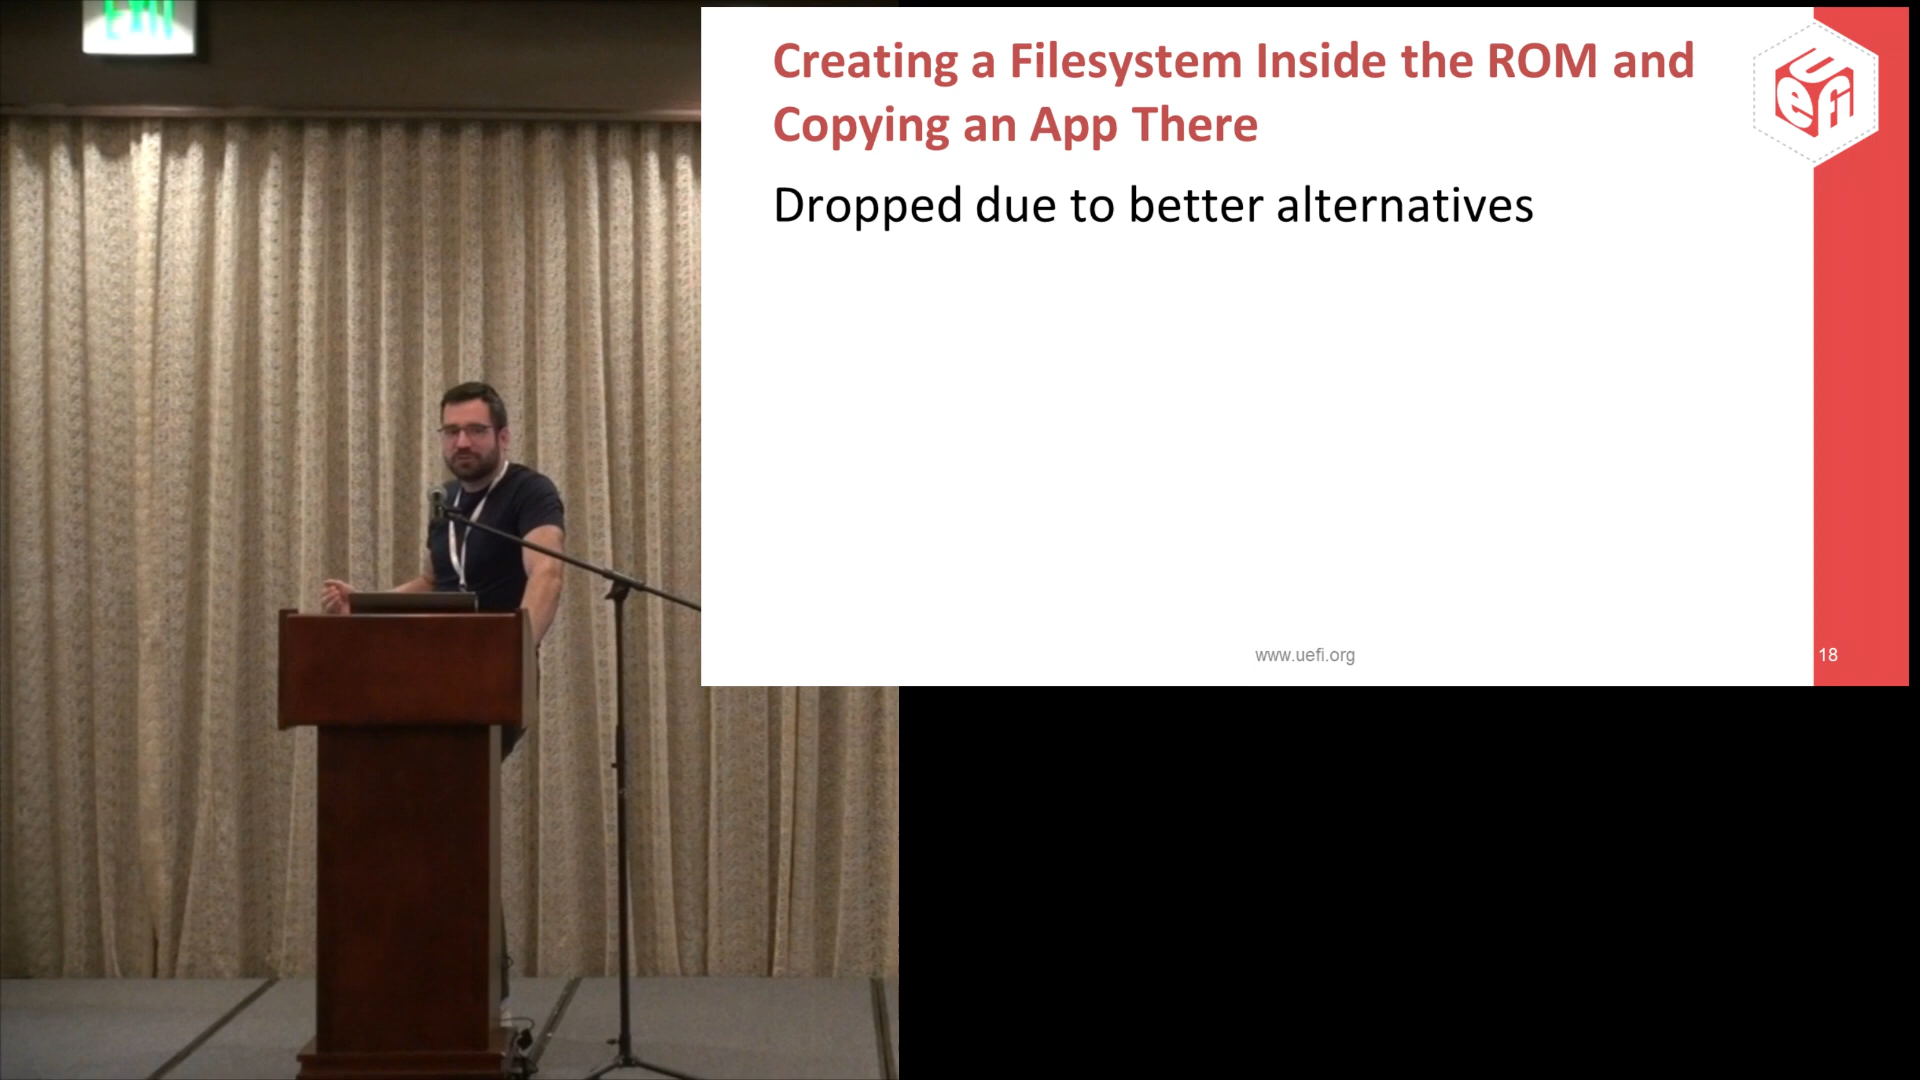 Creating a Filesystem Inside the ROM and
Copying an App There
Dropped due to better alternatives
uefi
www.uefi.org
18